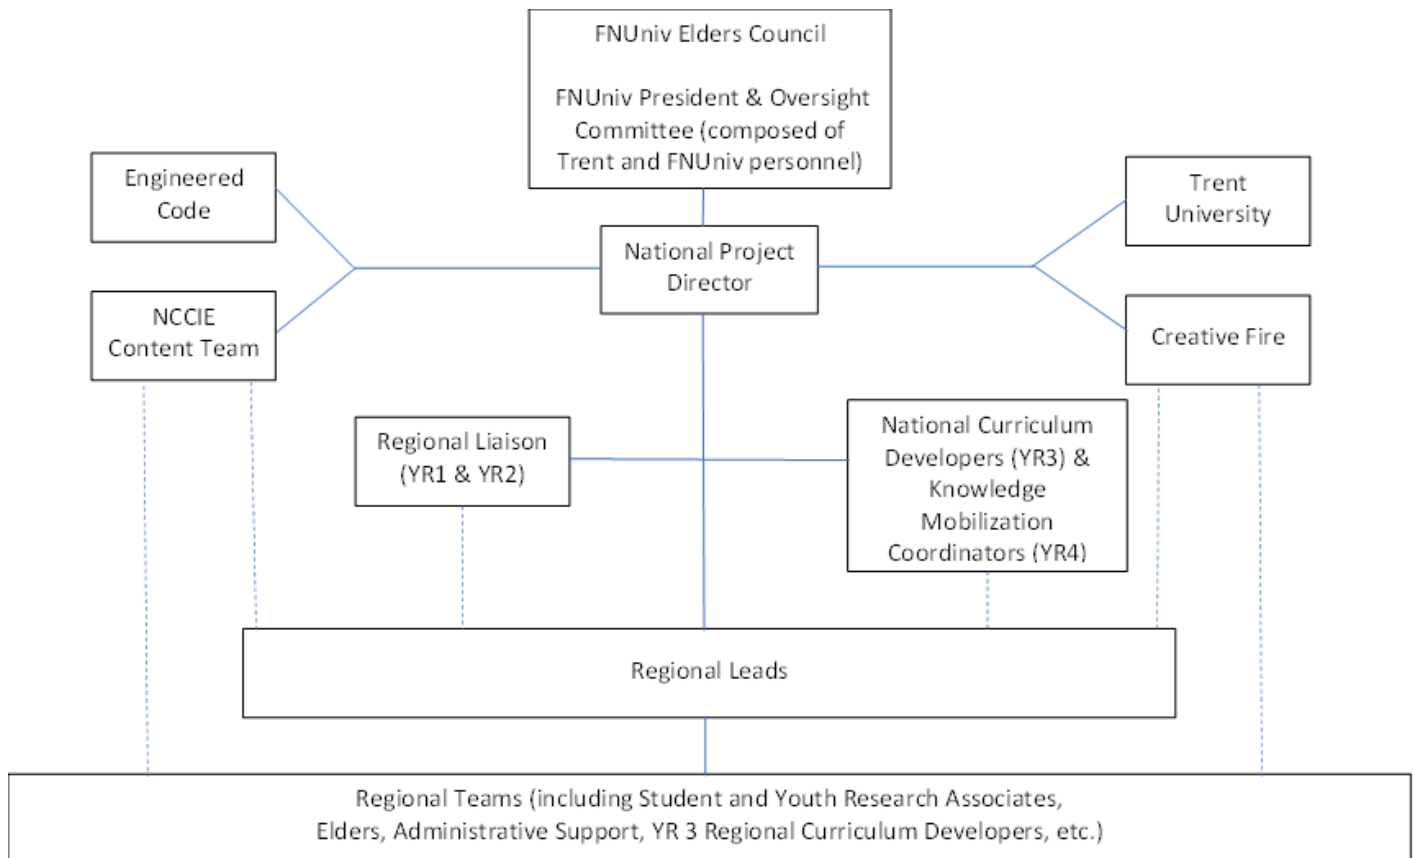 FNUniv Elders Council
FNUniv President & Oversight
Committee (composed of
Trent and FNUniv personnel)
Engineered
Code
Trent
University
National Project
Director
NCCIE
Content Team
Creative Fire
Regional Liaison
(YR1 & YR2)
National Curriculum
Developers (YR3) &
Knowledge
Mobilization
Coordinators (YR4)
Regional Leads
Regional Teams (including Student and Youth Research Associates,
Elders, Administrative Support, YR 3 Regional Curriculum Developers, etc.)